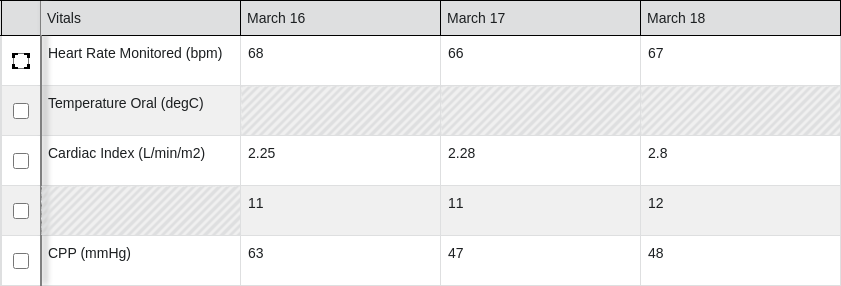 Vitals March 16 March 17 March 18
Heart Rate Monitored (bpm) 68 66 67
Temperature Oral (degC)
Cardiac Index (L/min/m2) 2.25 2.28 2.8
11 11 12
CPP (mmHg) 63 47 48